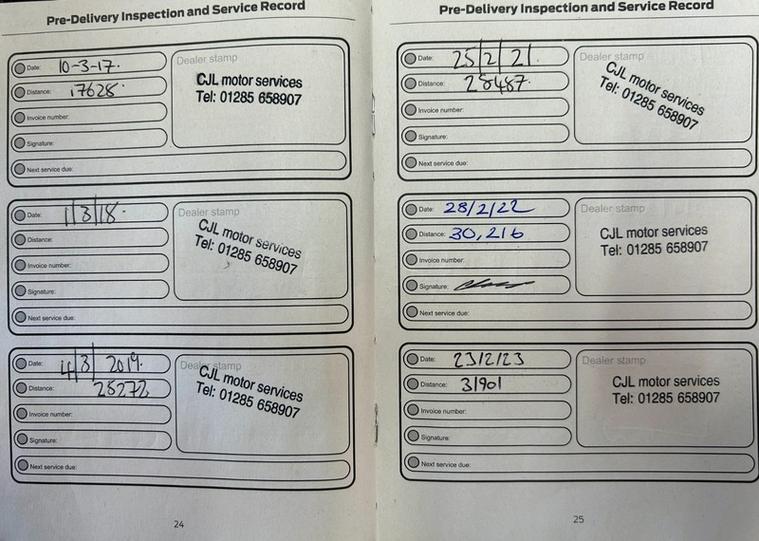 Pre-Delivery Inspection and Service Record
Date: 10-3-17.
Distance: 17628.
Invoice number:
Signature:
Next service due:
Dealer stamp
CJL motor services
Tel: 01285 658907
Date: 1/3/18.
Distance:
Invoice number:
Signature:
Next service due:
Dealer stamp
CJL motor services
Tel: 01285 658907
Date: 4/3/2019.
Distance: 25272
Invoice number:
Signature:
Next service due:
Dealer stamp
CJL motor services
Tel: 01285 658907
24
Pre-Delivery Inspection and Service Record
Date: 25/2/21.
Distance: 28487.
Invoice number:
Signature:
Next service due:
Dealer stamp
CJL motor services
Tel: 01285 658907
Date: 28/2/22
Distance: 30,216
Invoice number:
Signature:
Next service due:
Dealer stamp
CJL motor services
Tel: 01285 658907
Date: 23/2/23
Distance: 31901
Invoice number:
Signature:
Next service due:
Dealer stamp
CJL motor services
Tel: 01285 658907
25